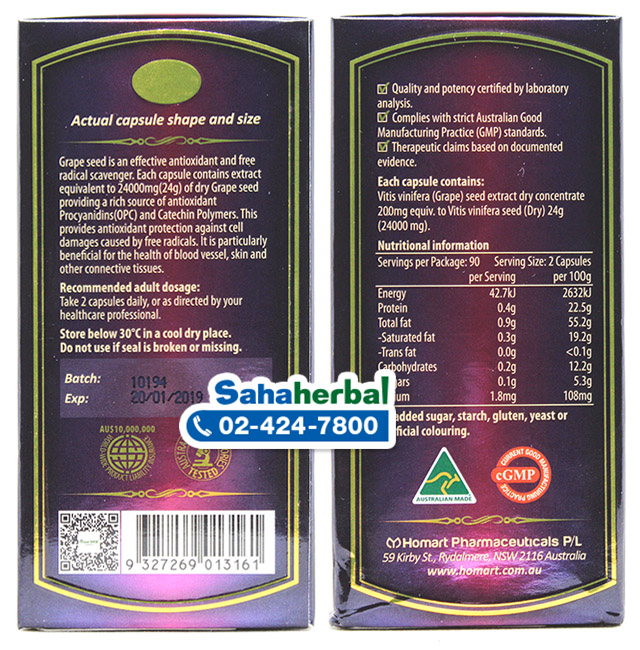 Actual capsule shape and size
Grape seed is an effective antioxidant and free
radical scavenger. Each capsule contains extract
equivalent to 24000mg(24g) of dry Grape seed
providing a rich source of antioxidant
Procyanidins(OPC) and Catechin Polymers. This
provides antioxidant protection against cell
damages caused by free radicals. It is particularly
beneficial for the health of blood vessel, skin and
other connective tissues.
Recommended adult dosage:
Take 2 capsules daily, or as directed by your
healthcare professional.
Store below 30°C in a cool dry place.
Do not use if seal is broken or missing.
Batch: 10194
Exp: 20/01/2019
AU$10,000,000
WORLD-WIDE PRODUCT LIABILITY
TESTED
9 327269 013161
Quality and potency certified by laboratory
analysis.
Complies with strict Australian Good
Manufacturing Practice (GMP) standards.
Therapeutic claims based on documented
evidence.
Each capsule contains:
Vitis vinifera (Grape) seed extract dry concentrate
200mg equiv. to Vitis vinifera seed (Dry) 24g
(24000 mg).
Nutritional information
Servings per Package: 90 Serving Size: 2 Capsules
per Serving per 100g
Energy 42.7kJ 2632kJ
Protein 0.4g 22.5g
Total fat 0.9g 55.2g
-Saturated fat 0.3g 19.2g
-Trans fat 0.0g <0.1g
Carbohydrates 0.2g 12.2g
0.1g 5.3g
1.8mg 108mg
added sugar, starch, gluten, yeast or
colouring.
AUSTRALIAN MADE
CURRENT GOOD MANUFACTURING PRACTICE
cGMP
Homart Pharmaceuticals P/L
59 Kirby St., Rydalmere, NSW 2116 Australia
www.homart.com.au
Sahaherbal
02-424-7800